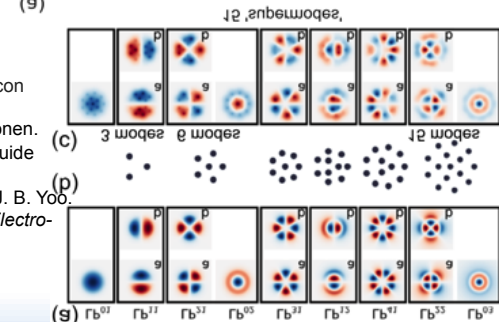 (a)
15 'supermodes'
con
b b b b b b
a a a a a a
onen.
(c) 3 modes 6 modes 15 modes
uide
(b)
J. B. Yoo.
lectro-
b b b b b b
a a a a a a
(a) LP01 LP11 LP21 LP02 LP31 LP12 LP41 LP22 LP03